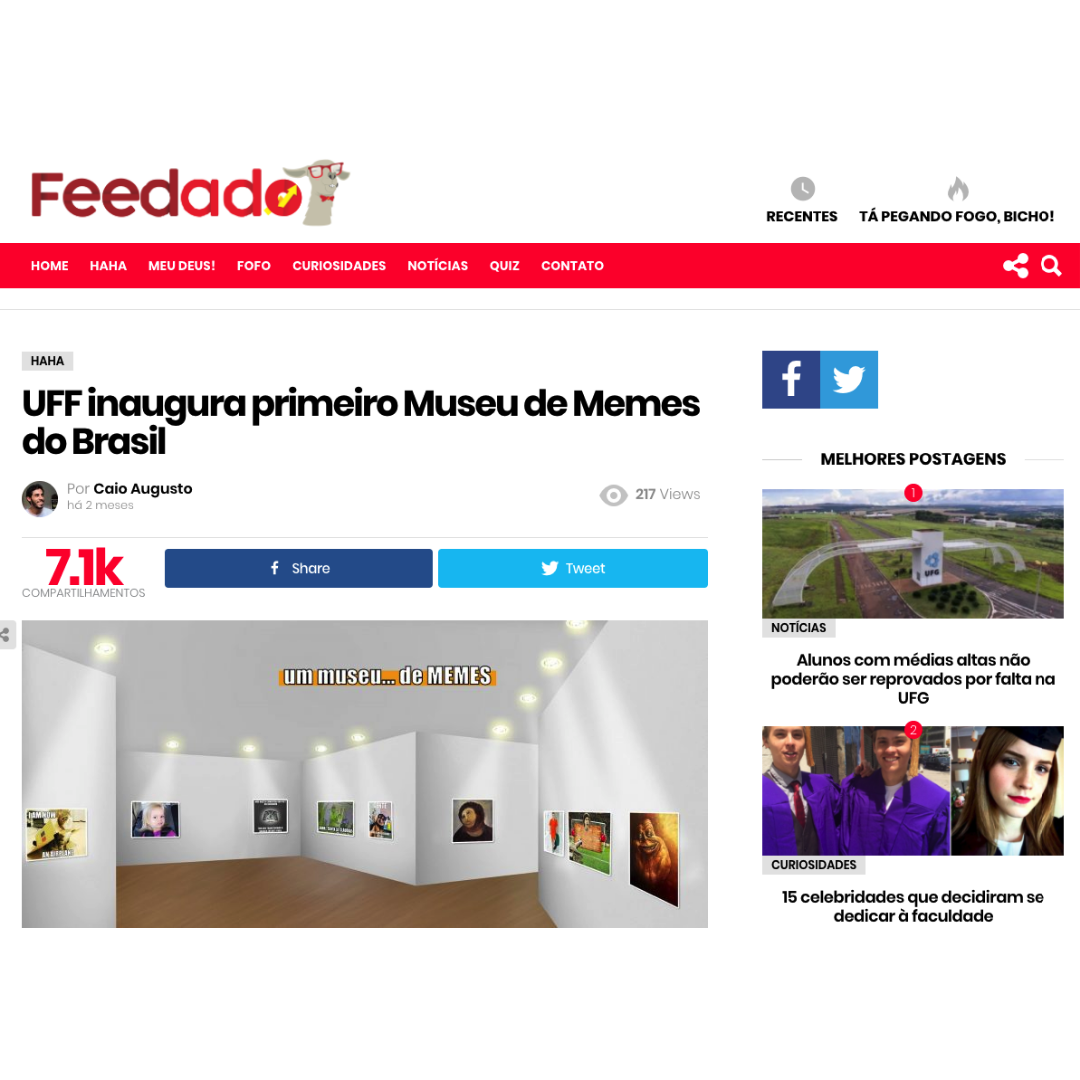 Feedado
RECENTES
TÁ PEGANDO FOGO, BICHO!
HOME HAHA MEU DEUS! FOFO CURIOSIDADES NOTÍCIAS QUIZ CONTATO
HAHA
UFF inaugura primeiro Museu de Memes
do Brasil
Por Caio Augusto
há 2 meses
217 Views
7.1k
COMPARTILHAMENTOS
Share
Tweet
um museu... de MEMES
MELHORES POSTAGENS
1
UFG
NOTÍCIAS
Alunos com médias altas não
poderão ser reprovados por falta na
UFG
2
CURIOSIDADES
15 celebridades que decidiram se
dedicar à faculdade